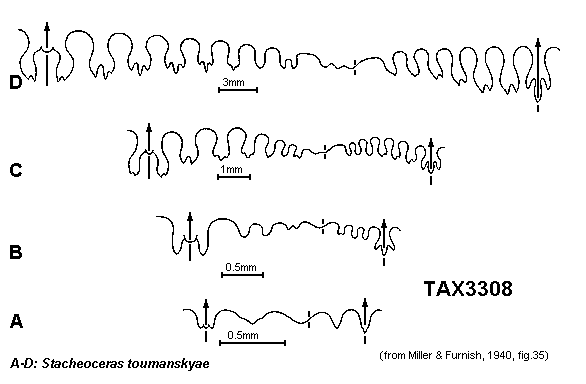 D
3mm
C
1mm
B
0.5mm
TAX3308
A
0.5mm
(from Miller & Furnish, 1940, fig.35)
A-D: Stacheoceras toumanskyae